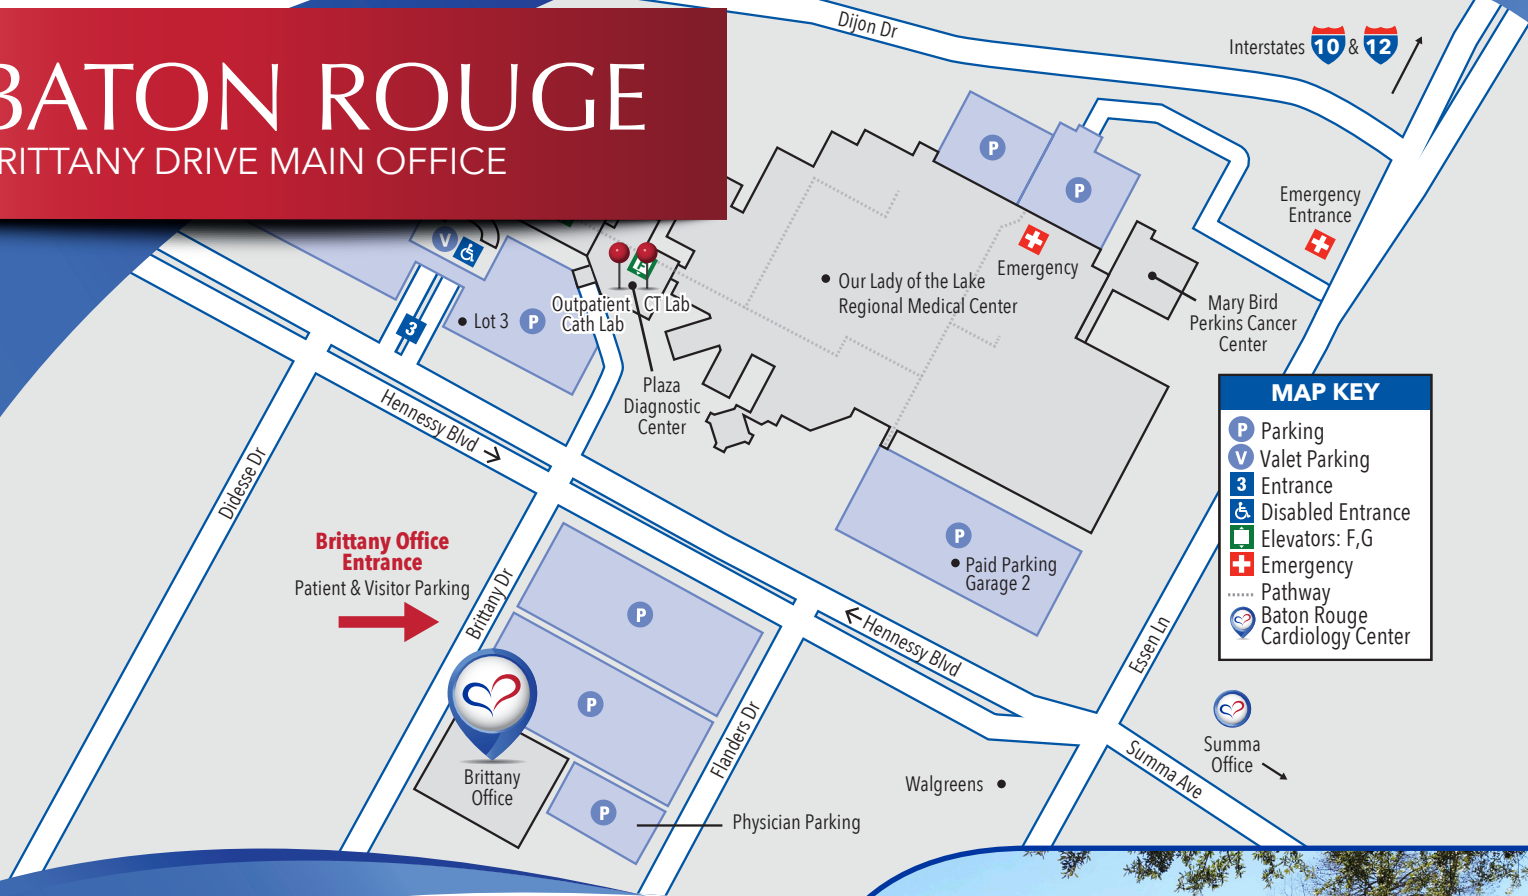 BATON ROUGE
BRITTANY DRIVE MAIN OFFICE
Dijon Dr
Interstates 10 & 12
P
P
Emergency
Entrance
Emergency
Our Lady of the Lake
Regional Medical Center
Mary Bird
Perkins Cancer
Center
V
Lot 3 P
3
Outpatient
Cath Lab
CT Lab
Plaza
Diagnostic
Center
Hennessy Blvd
Didesse Dr
MAP KEY
P Parking
V Valet Parking
3 Entrance
Disabled Entrance
Elevators: F,G
Emergency
Pathway
Baton Rouge
Cardiology Center
P
Paid Parking
Garage 2
Brittany Office
Entrance
Patient & Visitor Parking
Brittany Dr
P
P
P
Hennessy Blvd
Essen Ln
Flanders Dr
Brittany
Office
Physician Parking
Walgreens
Summa Ave
Summa
Office